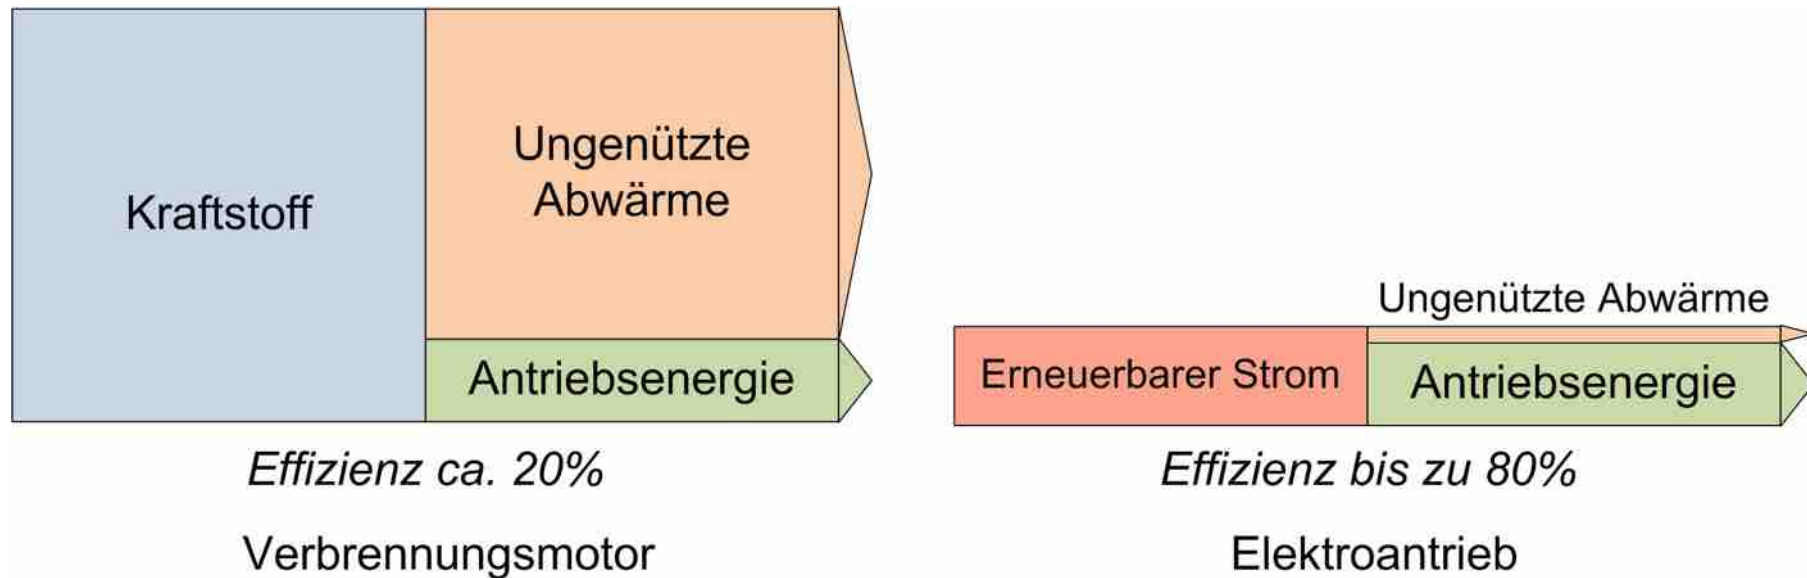 Kraftstoff
Ungenützte
Abwärme
Antriebsenergie
Effizienz ca. 20%
Verbrennungsmotor
Ungenützte Abwärme
Erneuerbarer Strom
Antriebsenergie
Effizienz bis zu 80%
Elektroantrieb